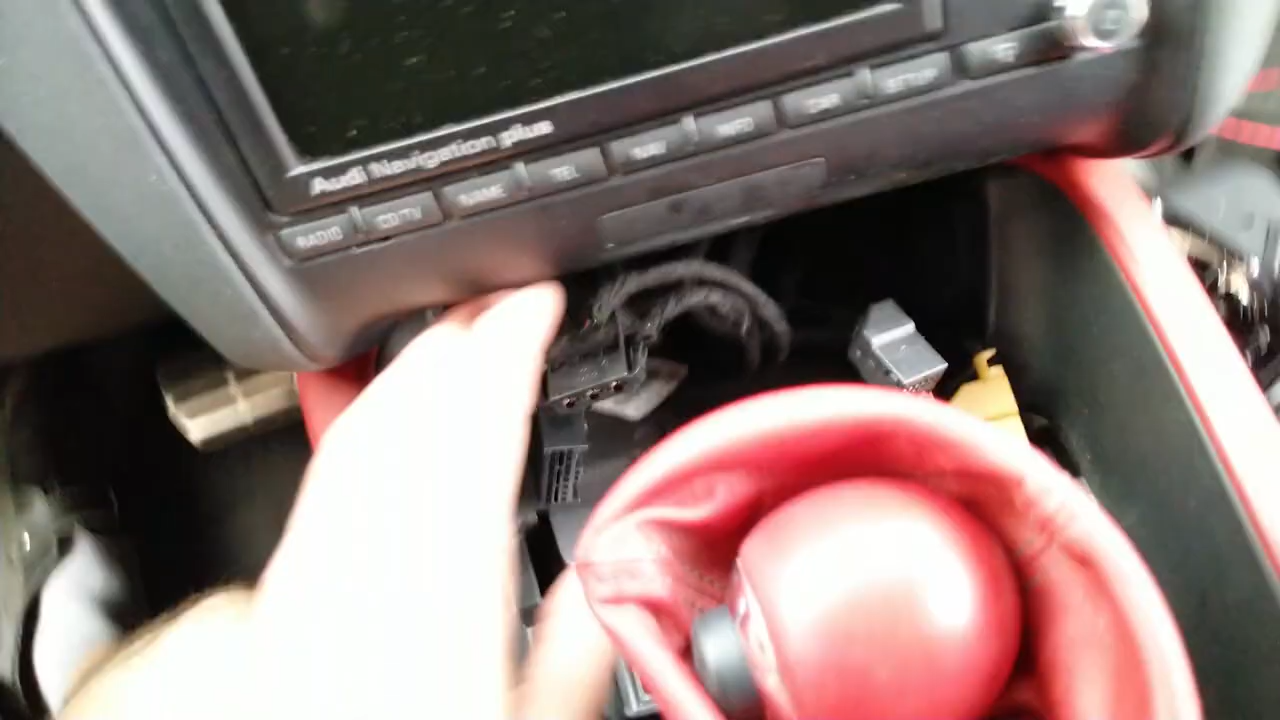 Audi Navigation plus
RADIO
CD/TV
NAME
TEL
NAV
INFO
CAR
SETUP